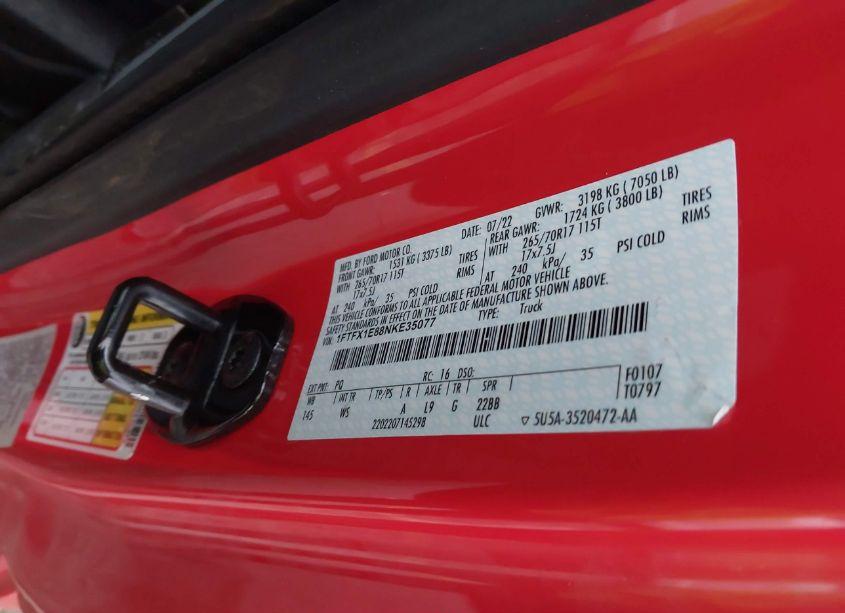 MFD. BY FORD MOTOR CO. DATE: 07/22 GVWR: 3198 KG ( 7050 LB)
FRONT GAWR: 1531 KG ( 3375 LB) REAR GAWR: 1724 KG ( 3800 LB)
WITH 265/70R17 115T TIRES WITH 265/70R17 115T TIRES
17x7.5J RIMS 17x7.5J RIMS
AT 240 kPa/ 35 PSI COLD AT 240 kPa/ 35 PSI COLD
THIS VEHICLE CONFORMS TO ALL APPLICABLE FEDERAL MOTOR VEHICLE
SAFETY STANDARDS IN EFFECT ON THE DATE OF MANUFACTURE SHOWN ABOVE.
VIN: 1FTFX1E88NKE35077 TYPE: Truck
EXT PNT: PQ RC: 16 DSO: F0107
WB INT TR TP/PS R AXLE TR SPR T0797
145 WS A L9 G 22BB
220220714529B ULC ▽ 5U5A-3520472-AA